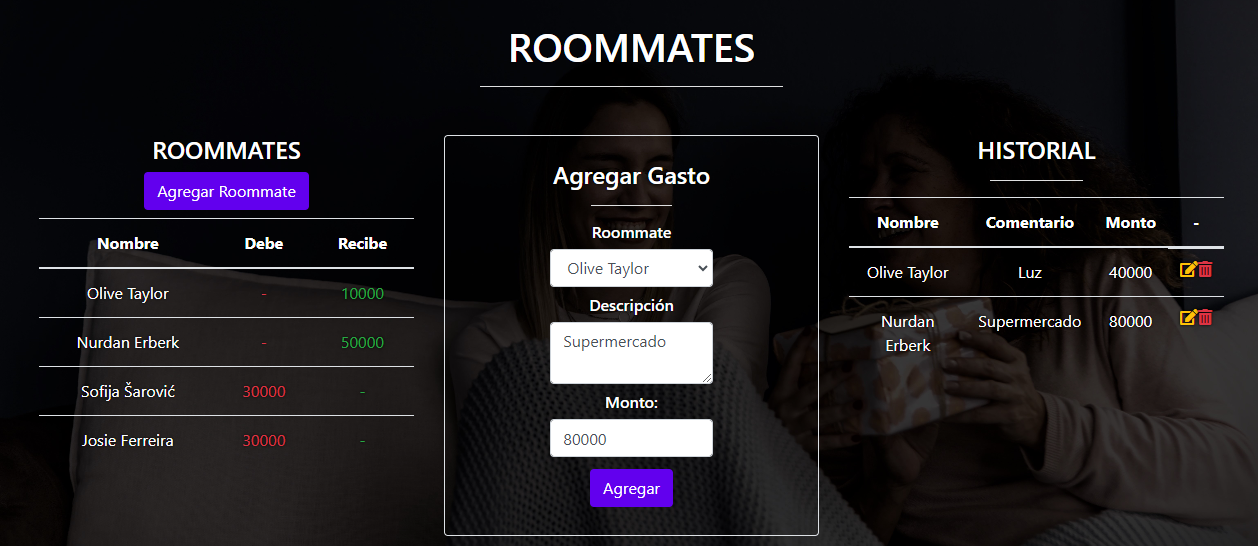 ROOMMATES
ROOMMATES
Agregar Roommate
Nombre Debe Recibe
Olive Taylor - 10000
Nurdan Erberk - 50000
Sofija Šarović 30000 -
Josie Ferreira 30000 -
Agregar Gasto
Roommate
Olive Taylor
Descripción
Supermercado
Monto:
80000
Agregar
HISTORIAL
Nombre Comentario Monto -
Olive Taylor Luz 40000
Nurdan Supermercado 80000
Erberk